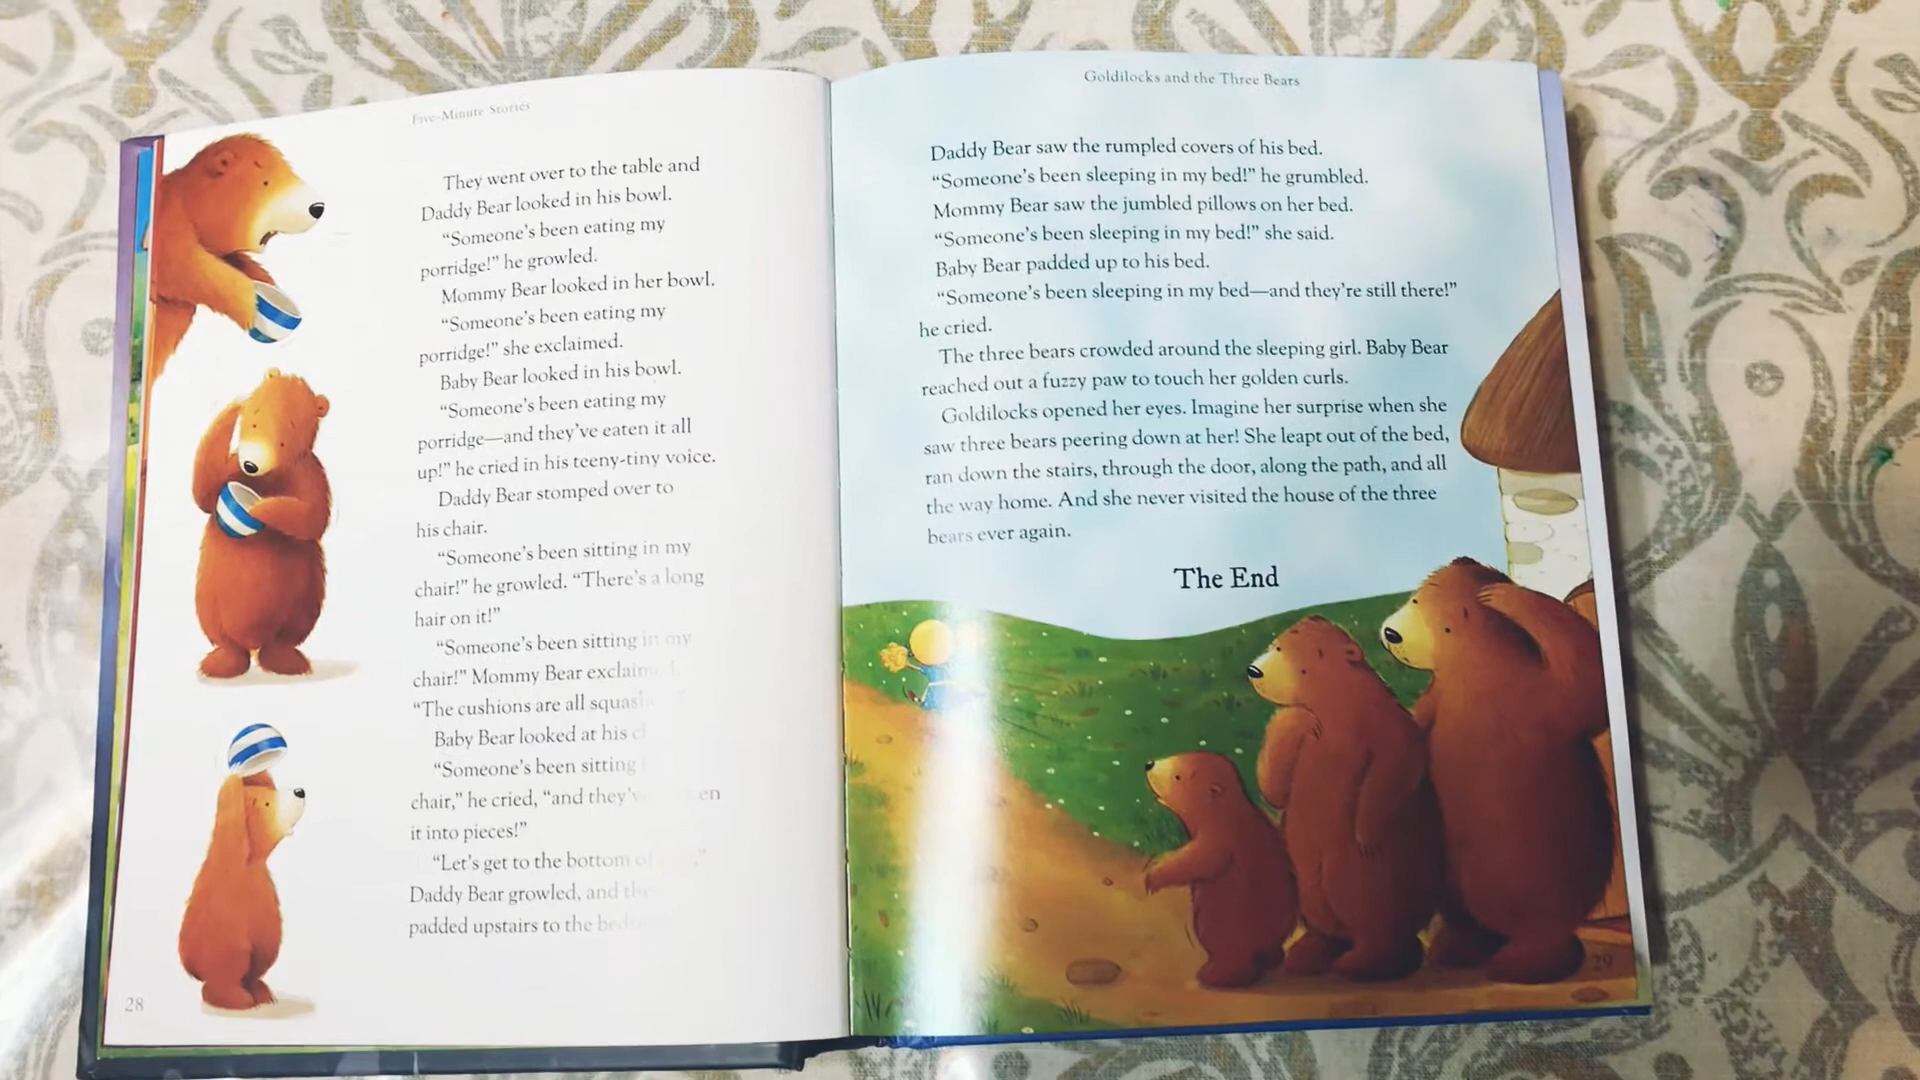 Five-Minute Stories
They went over to the table and
Daddy Bear looked in his bowl.
“Someone’s been eating my
porridge!” he growled.
Mommy Bear looked in her bowl.
“Someone’s been eating my
porridge!” she exclaimed.
Baby Bear looked in his bowl.
“Someone’s been eating my
porridge—and they’ve eaten it all
up!” he cried in his teeny-tiny voice.
Daddy Bear stomped over to
his chair.
“Someone’s been sitting in my
chair!” he growled. “There’s a long
hair on it!”
“Someone’s been sitting in my
chair!” Mommy Bear
“The cushions are all
Baby Bear looked at his
“Someone’s been sitting
chair,” he cried, “and
it into pieces!”
“Let’s get to the bottom of
Daddy Bear growled, and
padded upstairs to the
28
Goldilocks and the Three Bears
Daddy Bear saw the rumpled covers of his bed.
“Someone’s been sleeping in my bed!” he grumbled.
Mommy Bear saw the jumbled pillows on her bed.
“Someone’s been sleeping in my bed!” she said.
Baby Bear padded up to his bed.
“Someone’s been sleeping in my bed—and they’re still there!”
he cried.
The three bears crowded around the sleeping girl. Baby Bear
reached out a fuzzy paw to touch her golden curls.
Goldilocks opened her eyes. Imagine her surprise when she
saw three bears peering down at her! She leapt out of the bed,
ran down the stairs, through the door, along the path, and all
the way home. And she never visited the house of the three
bears ever again.
The End
29